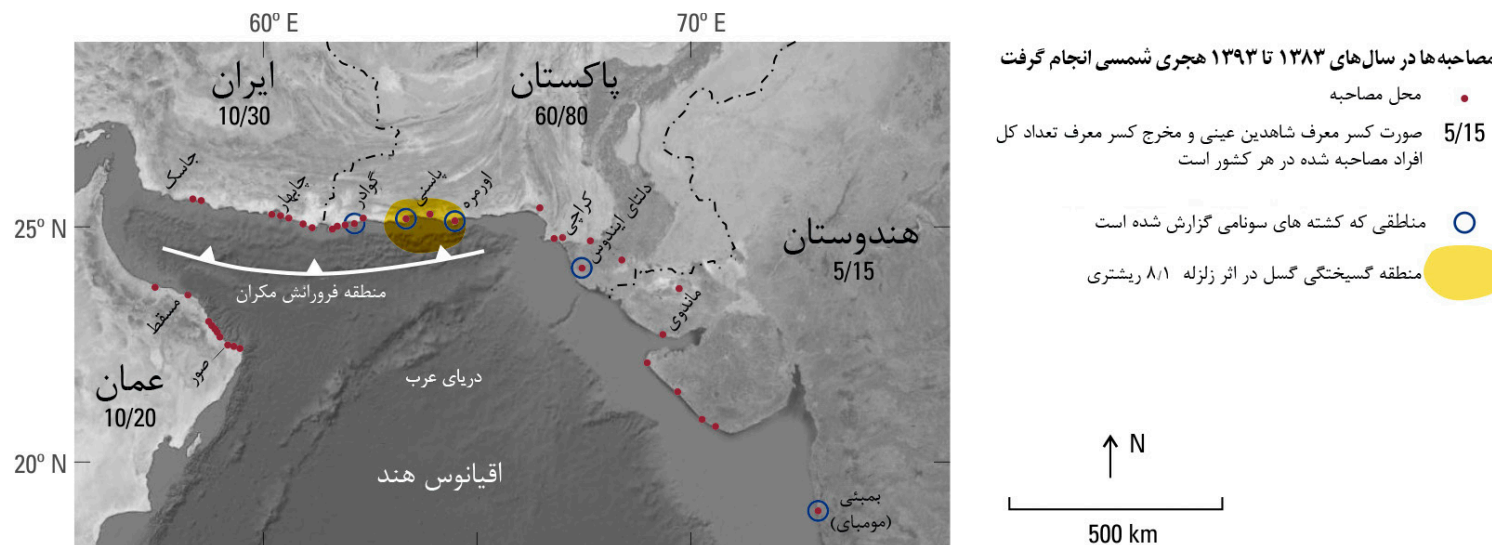 60° E
70° E
ایران
10/30
پاکستان
60/80
جاسک
چابهار
گوادر
پاسنی
اورمره
کراچی
دلتای ایندوس
25° N
25° N
هندوستان
5/15
منطقه فرورانش مکران
ماندوی
مسقط
صور
عمان
10/20
دریای عرب
20° N
اقیانوس هند
بمبئی
(مومبای)
مصاحبه‌ها در سال‌های ۱۳۸۳ تا ۱۳۹۳ هجری شمسی انجام گرفت
محل مصاحبه
5/15
صورت کسر معرف شاهدین عینی و مخرج کسر معرف تعداد کل
افراد مصاحبه شده در هر کشور است
مناطقی که کشته های سونامی گزارش شده است
منطقه گسیختگی گسل در اثر زلزله ۸٫۱ ریشتری
N
500 km